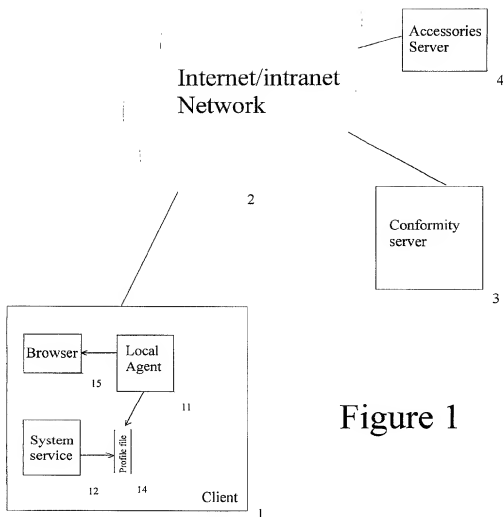 Accessories
Server
4
Internet/intranet
Network
2
Conformity
server
3
Browser
15
Local
Agent
11
System
service
12
Profile file
14
Client
1
Figure 1